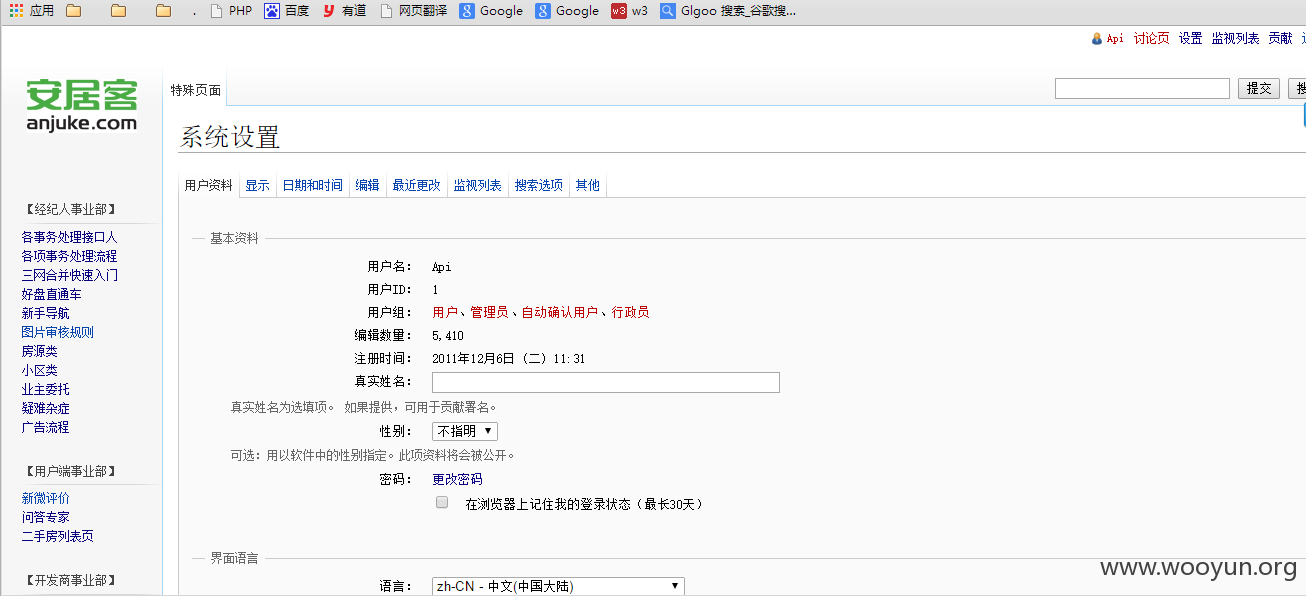 应用 . PHP 百度 有道 网页翻译 Google Google w3 w3 Glgoo 搜索_谷歌搜...
Api 讨论页 设置 监视列表 贡献
安居客
anjuke.com
特殊页面 提交
系统设置
用户资料 显示 日期和时间 编辑 最近更改 监视列表 搜索选项 其他
【经纪人事业部】
各事务处理接口人
各项事务处理流程
三网合并快速入门
好盘直通车
新手导航
图片审核规则
房源类
小区类
业主委托
疑难杂症
广告流程
【用户端事业部】
新微评价
问答专家
二手房列表页
【开发商事业部】
基本资料
用户名: Api
用户ID: 1
用户组: 用户、管理员、自动确认用户、行政员
编辑数量: 5,410
注册时间: 2011年12月6日 (二) 11:31
真实姓名:
真实姓名为选填项。 如果提供，可用于贡献署名。
性别: 不指明
可选: 用以软件中的性别指定。此项资料将会被公开。
密码: 更改密码
在浏览器上记住我的登录状态（最长30天）
界面语言
语言: zh-CN - 中文(中国大陆)
www.wooyun.org